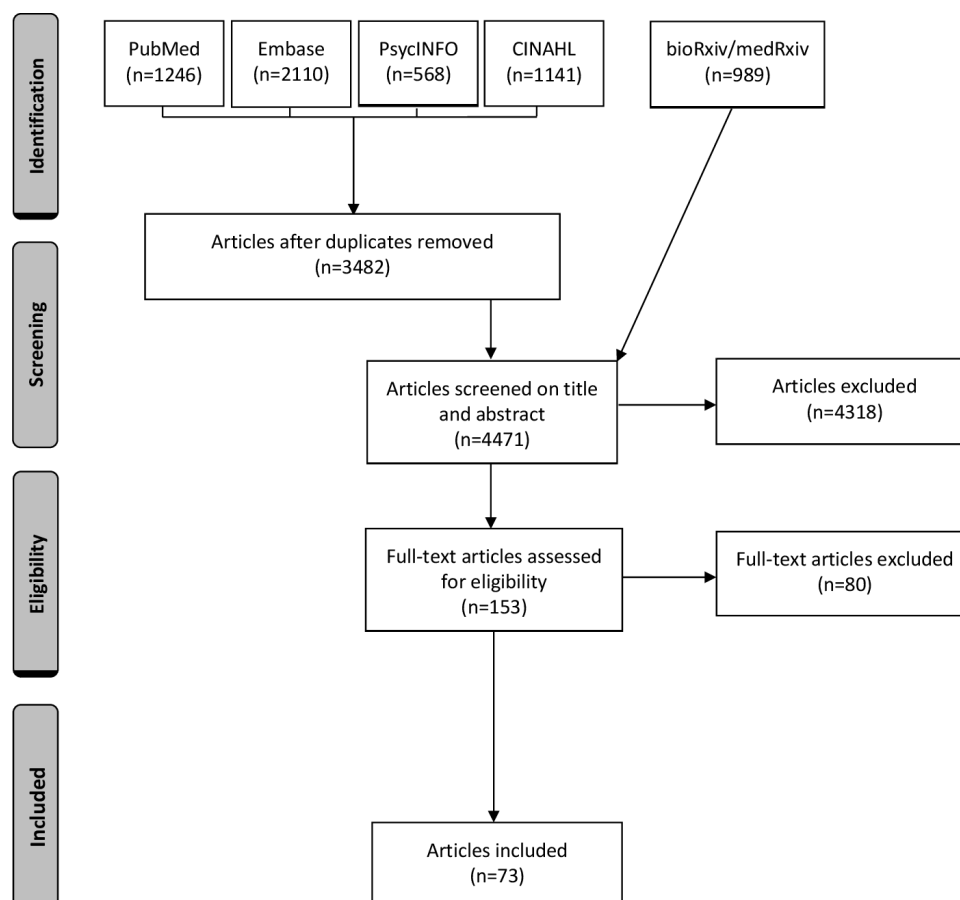 PubMed
(n=1246)
Embase
(n=2110)
PsycINFO
(n=568)
CINAHL
(n=1141)
bioRxiv/medRxiv
(n=989)
Identification
Articles after duplicates removed
(n=3482)
Screening
Articles screened on title
and abstract
(n=4471)
Articles excluded
(n=4318)
Eligibility
Full-text articles assessed
for eligibility
(n=153)
Full-text articles excluded
(n=80)
Included
Articles included
(n=73)